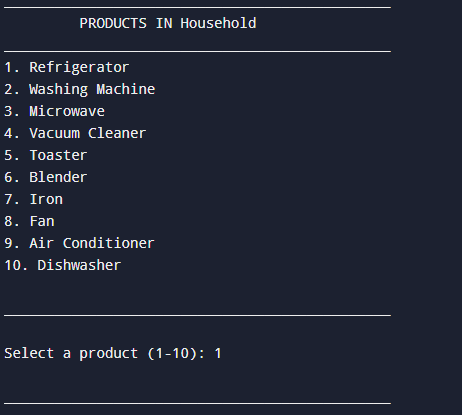 PRODUCTS IN Household
1. Refrigerator
2. Washing Machine
3. Microwave
4. Vacuum Cleaner
5. Toaster
6. Blender
7. Iron
8. Fan
9. Air Conditioner
10. Dishwasher
Select a product (1-10): 1